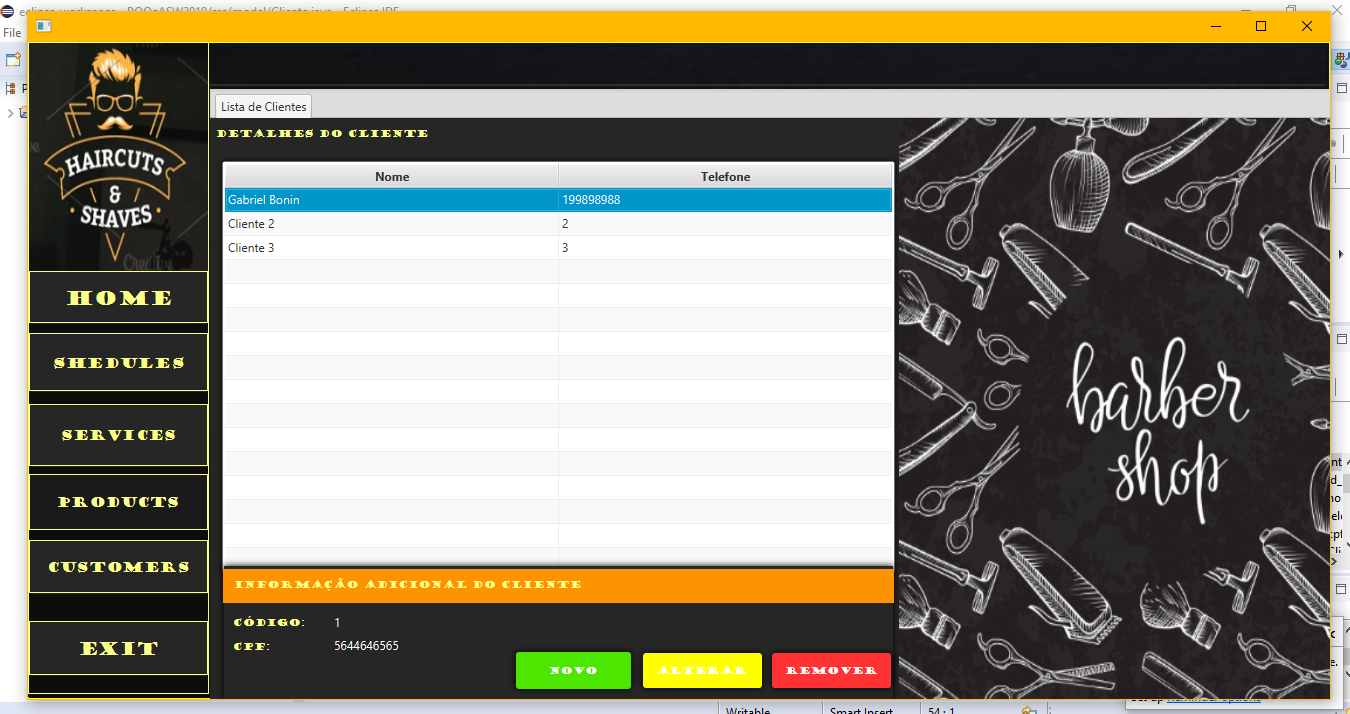 File
HAIRCUTS
&
SHAVES
Lista de Clientes
DETALHES DO CLIENTE
Nome Telefone
Gabriel Bonin 199898988
Cliente 2 2
Cliente 3 3
HOME
SHEDULES
SERVICES
PRODUCTS
CUSTOMERS
EXIT
INFORMAÇÃO ADICIONAL DO CLIENTE
CÓDIGO: 1
CPF: 5644646565
NOVO ALTERAR REMOVER
barber
shop
Writable Smart Insert 54 : 1